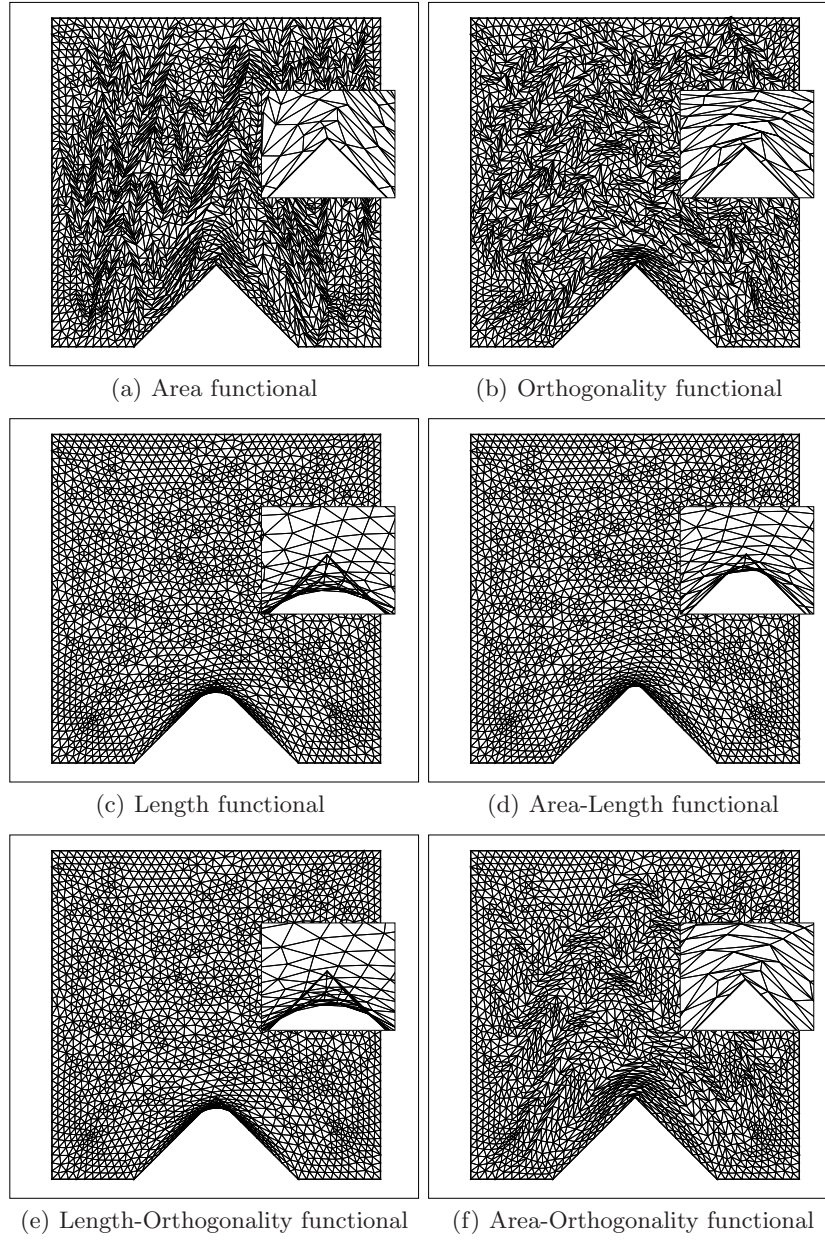 (a) Area functional
(b) Orthogonality functional
(c) Length functional
(d) Area-Length functional
(e) Length-Orthogonality functional
(f) Area-Orthogonality functional